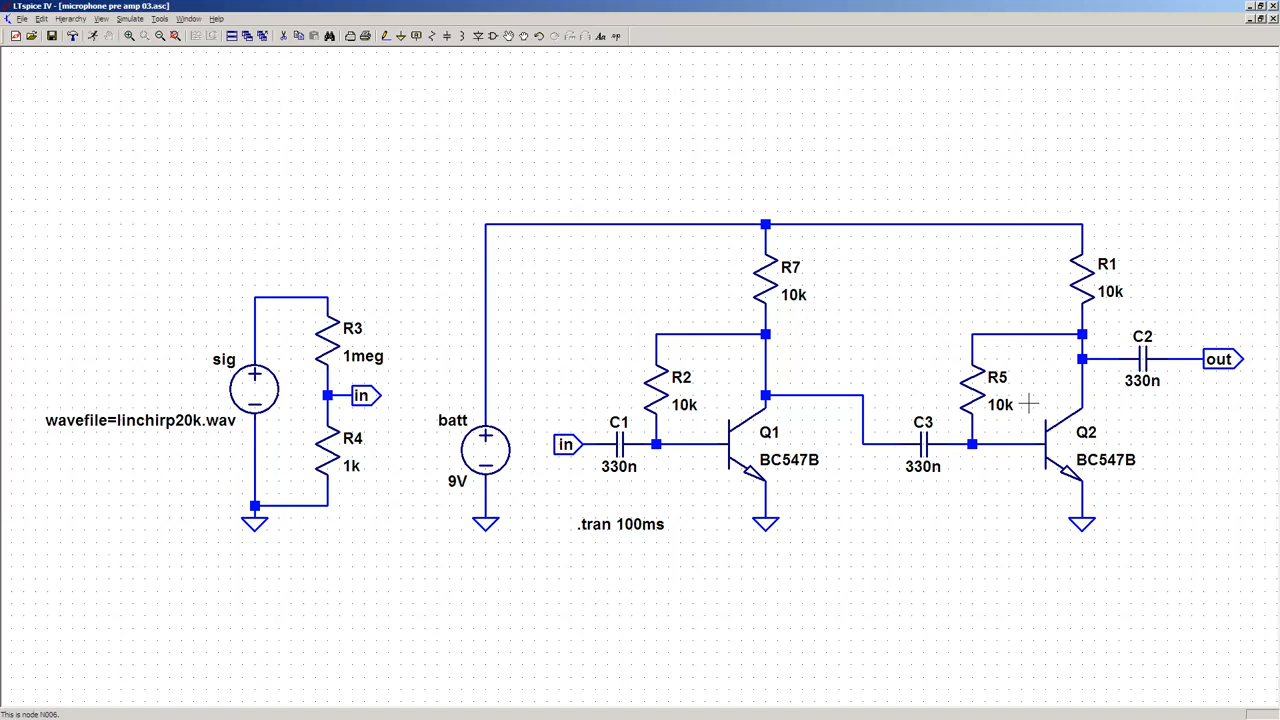 LTspice IV - [microphone pre amp 03.asc]
File Edit Hierarchy View Simulate Tools Window Help
Aa .op
R7
10k
R1
10k
R3
1meg
sig
in
wavefile=linchirp20k.wav
R4
1k
batt
9V
in
C1
330n
R2
10k
Q1
BC547B
.tran 100ms
C3
330n
R5
10k
Q2
BC547B
C2
330n
out
This is node N006.